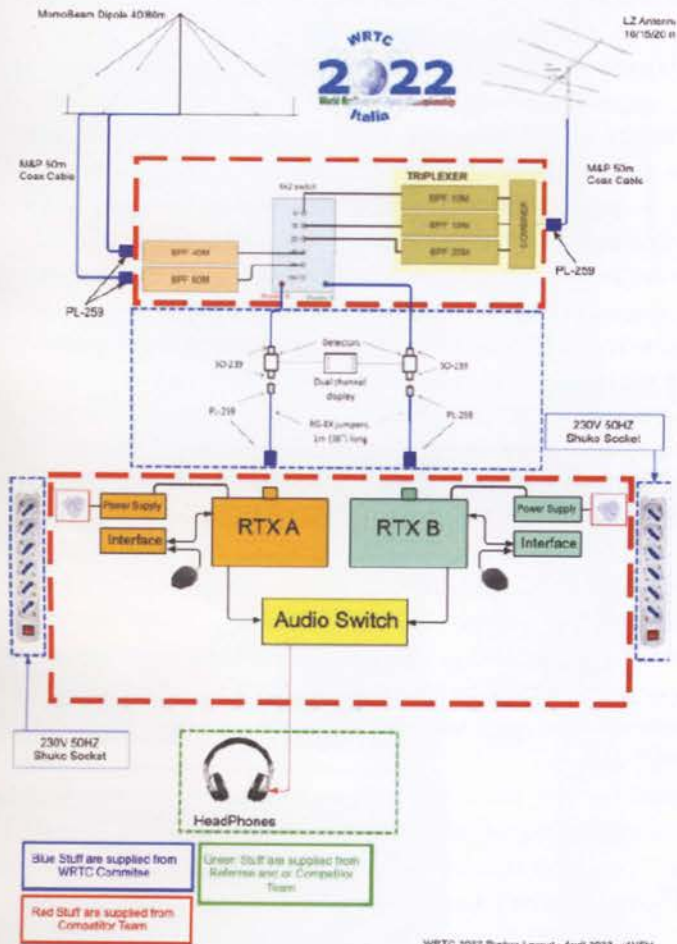 MonoBeam Dipole 40/80m
LZ Antenna
10/15/20 m
WRTC
2022
Italia
M&P 50m
Coax Cable
6x2 switch
TRIPLEXER
BPF 10M
BPF 20M
COMBINER
M&P 50m
Coax Cable
BPF 40M
BPF 80M
PL-259
PL-259
SO-239
Detectors
SO-239
Dual channel
display
PL-259
RG-8X jumpers
1m (38") long
PL-259
230V 50HZ
Shuko Socket
Power Supply
RTX A
RTX B
Power Supply
Interface
Interface
Audio Switch
230V 50HZ
Shuko Socket
HeadPhones
Blue Stuff are supplied from
WRTC Commitee
Green Stuff are supplied from
Referees and or Competitor
Team
Red Stuff are supplied from
Competitor Team